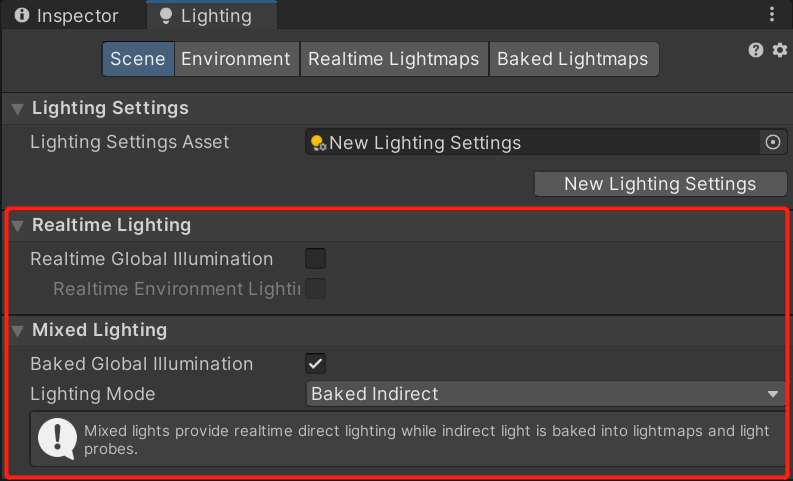 Inspector
Lighting
Scene
Environment
Realtime Lightmaps
Baked Lightmaps
Lighting Settings
Lighting Settings Asset
New Lighting Settings
New Lighting Settings
Realtime Lighting
Realtime Global Illumination
Realtime Environment Lightin
Mixed Lighting
Baked Global Illumination
Lighting Mode
Baked Indirect
Mixed lights provide realtime direct lighting while indirect light is baked into lightmaps and light
probes.